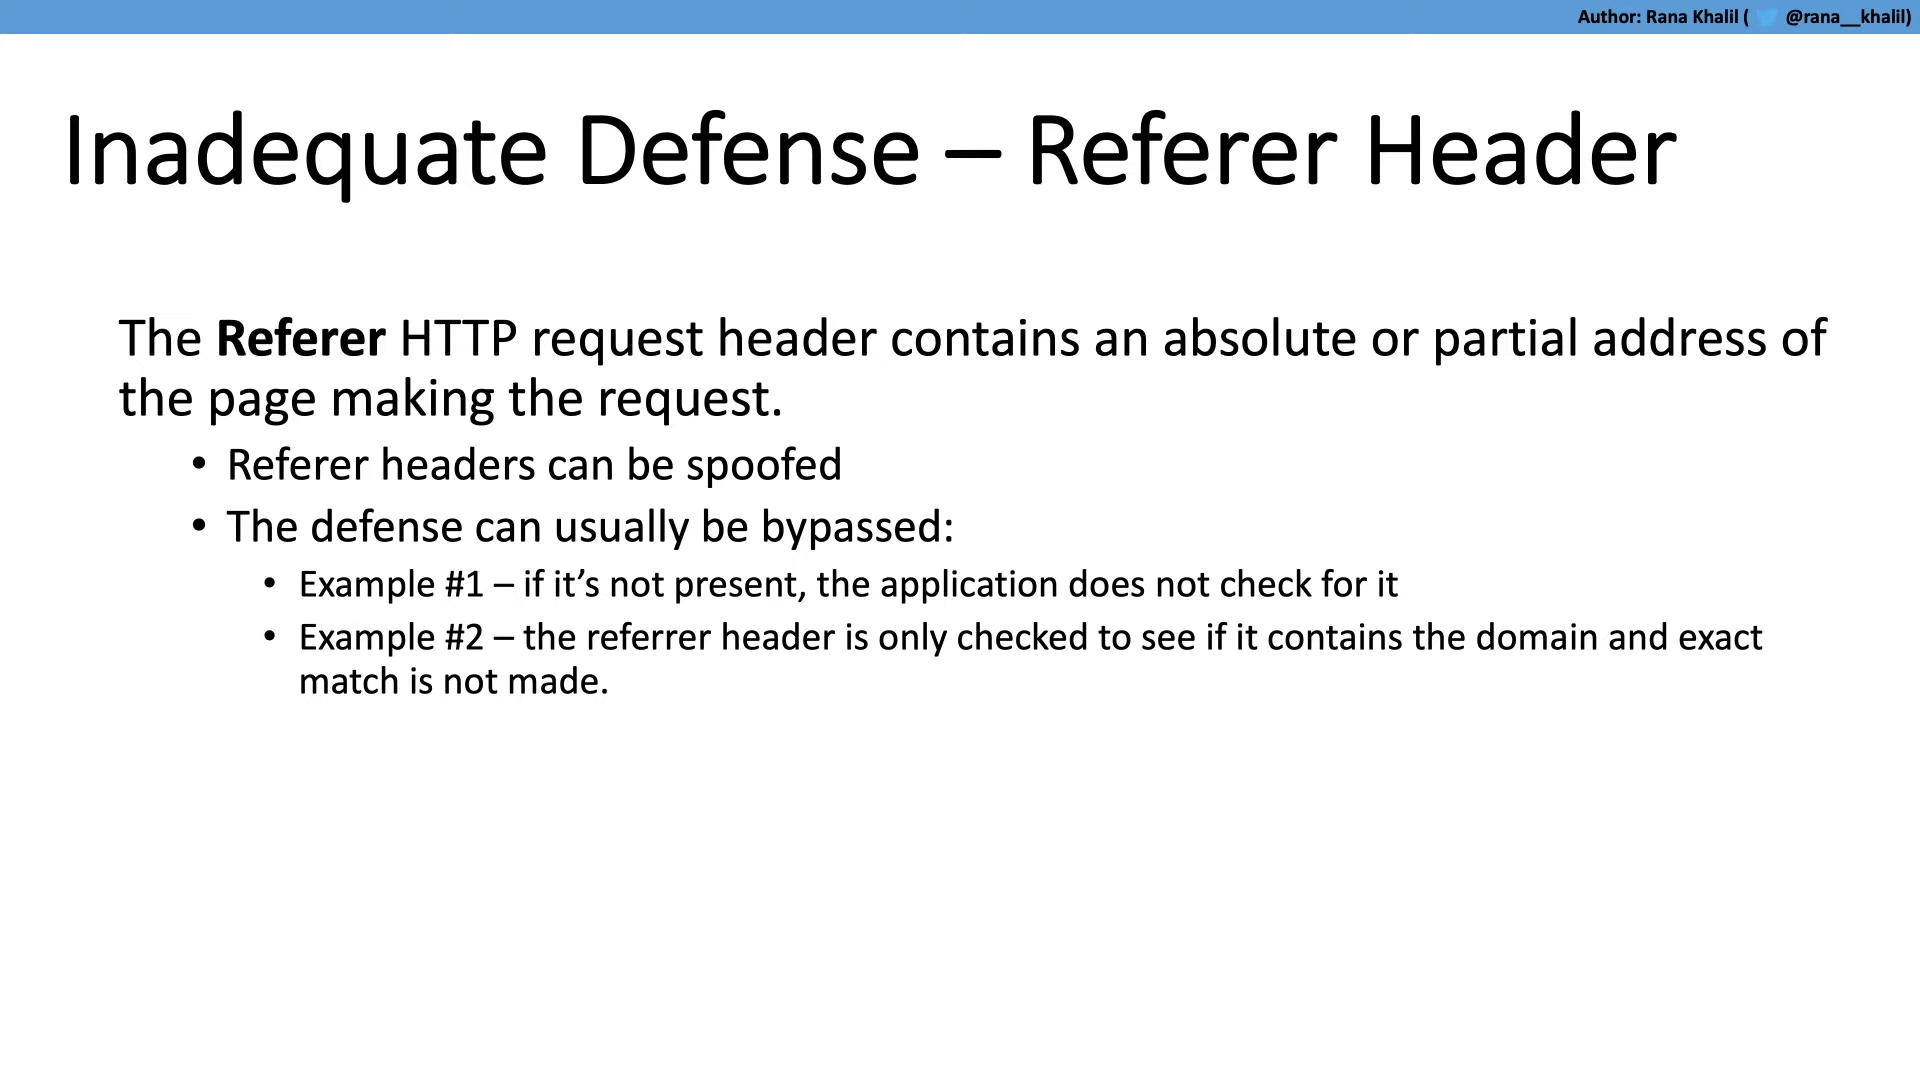 Author: Rana Khalil ( @rana__khalil)
Inadequate Defense – Referer Header
The Referer HTTP request header contains an absolute or partial address of
the page making the request.
• Referer headers can be spoofed
• The defense can usually be bypassed:
• Example #1 – if it’s not present, the application does not check for it
• Example #2 – the referrer header is only checked to see if it contains the domain and exact
match is not made.